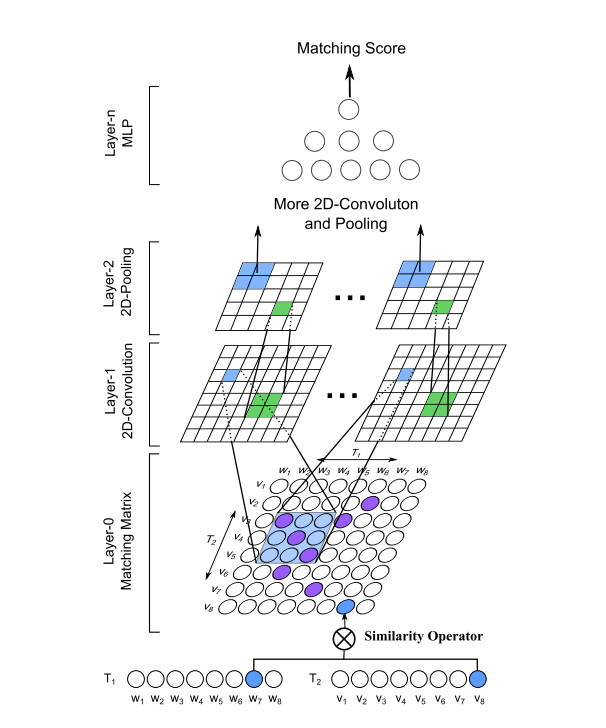 Matching Score
Layer-n
MLP
More 2D-Convoluton
and Pooling
Layer-2
2D-Pooling
...
...
Layer-1
2D-Convolution
...
T1
w1 w2 w3 w4 w5 w6 w7 w8
v1
v2
v3
v4
v5
v6
v7
v8
T2
Layer-0
Matching Matrix
Similarity Operator
T1
w1 w2 w3 w4 w5 w6 w7 w8
T2
v1 v2 v3 v4 v5 v6 v7 v8